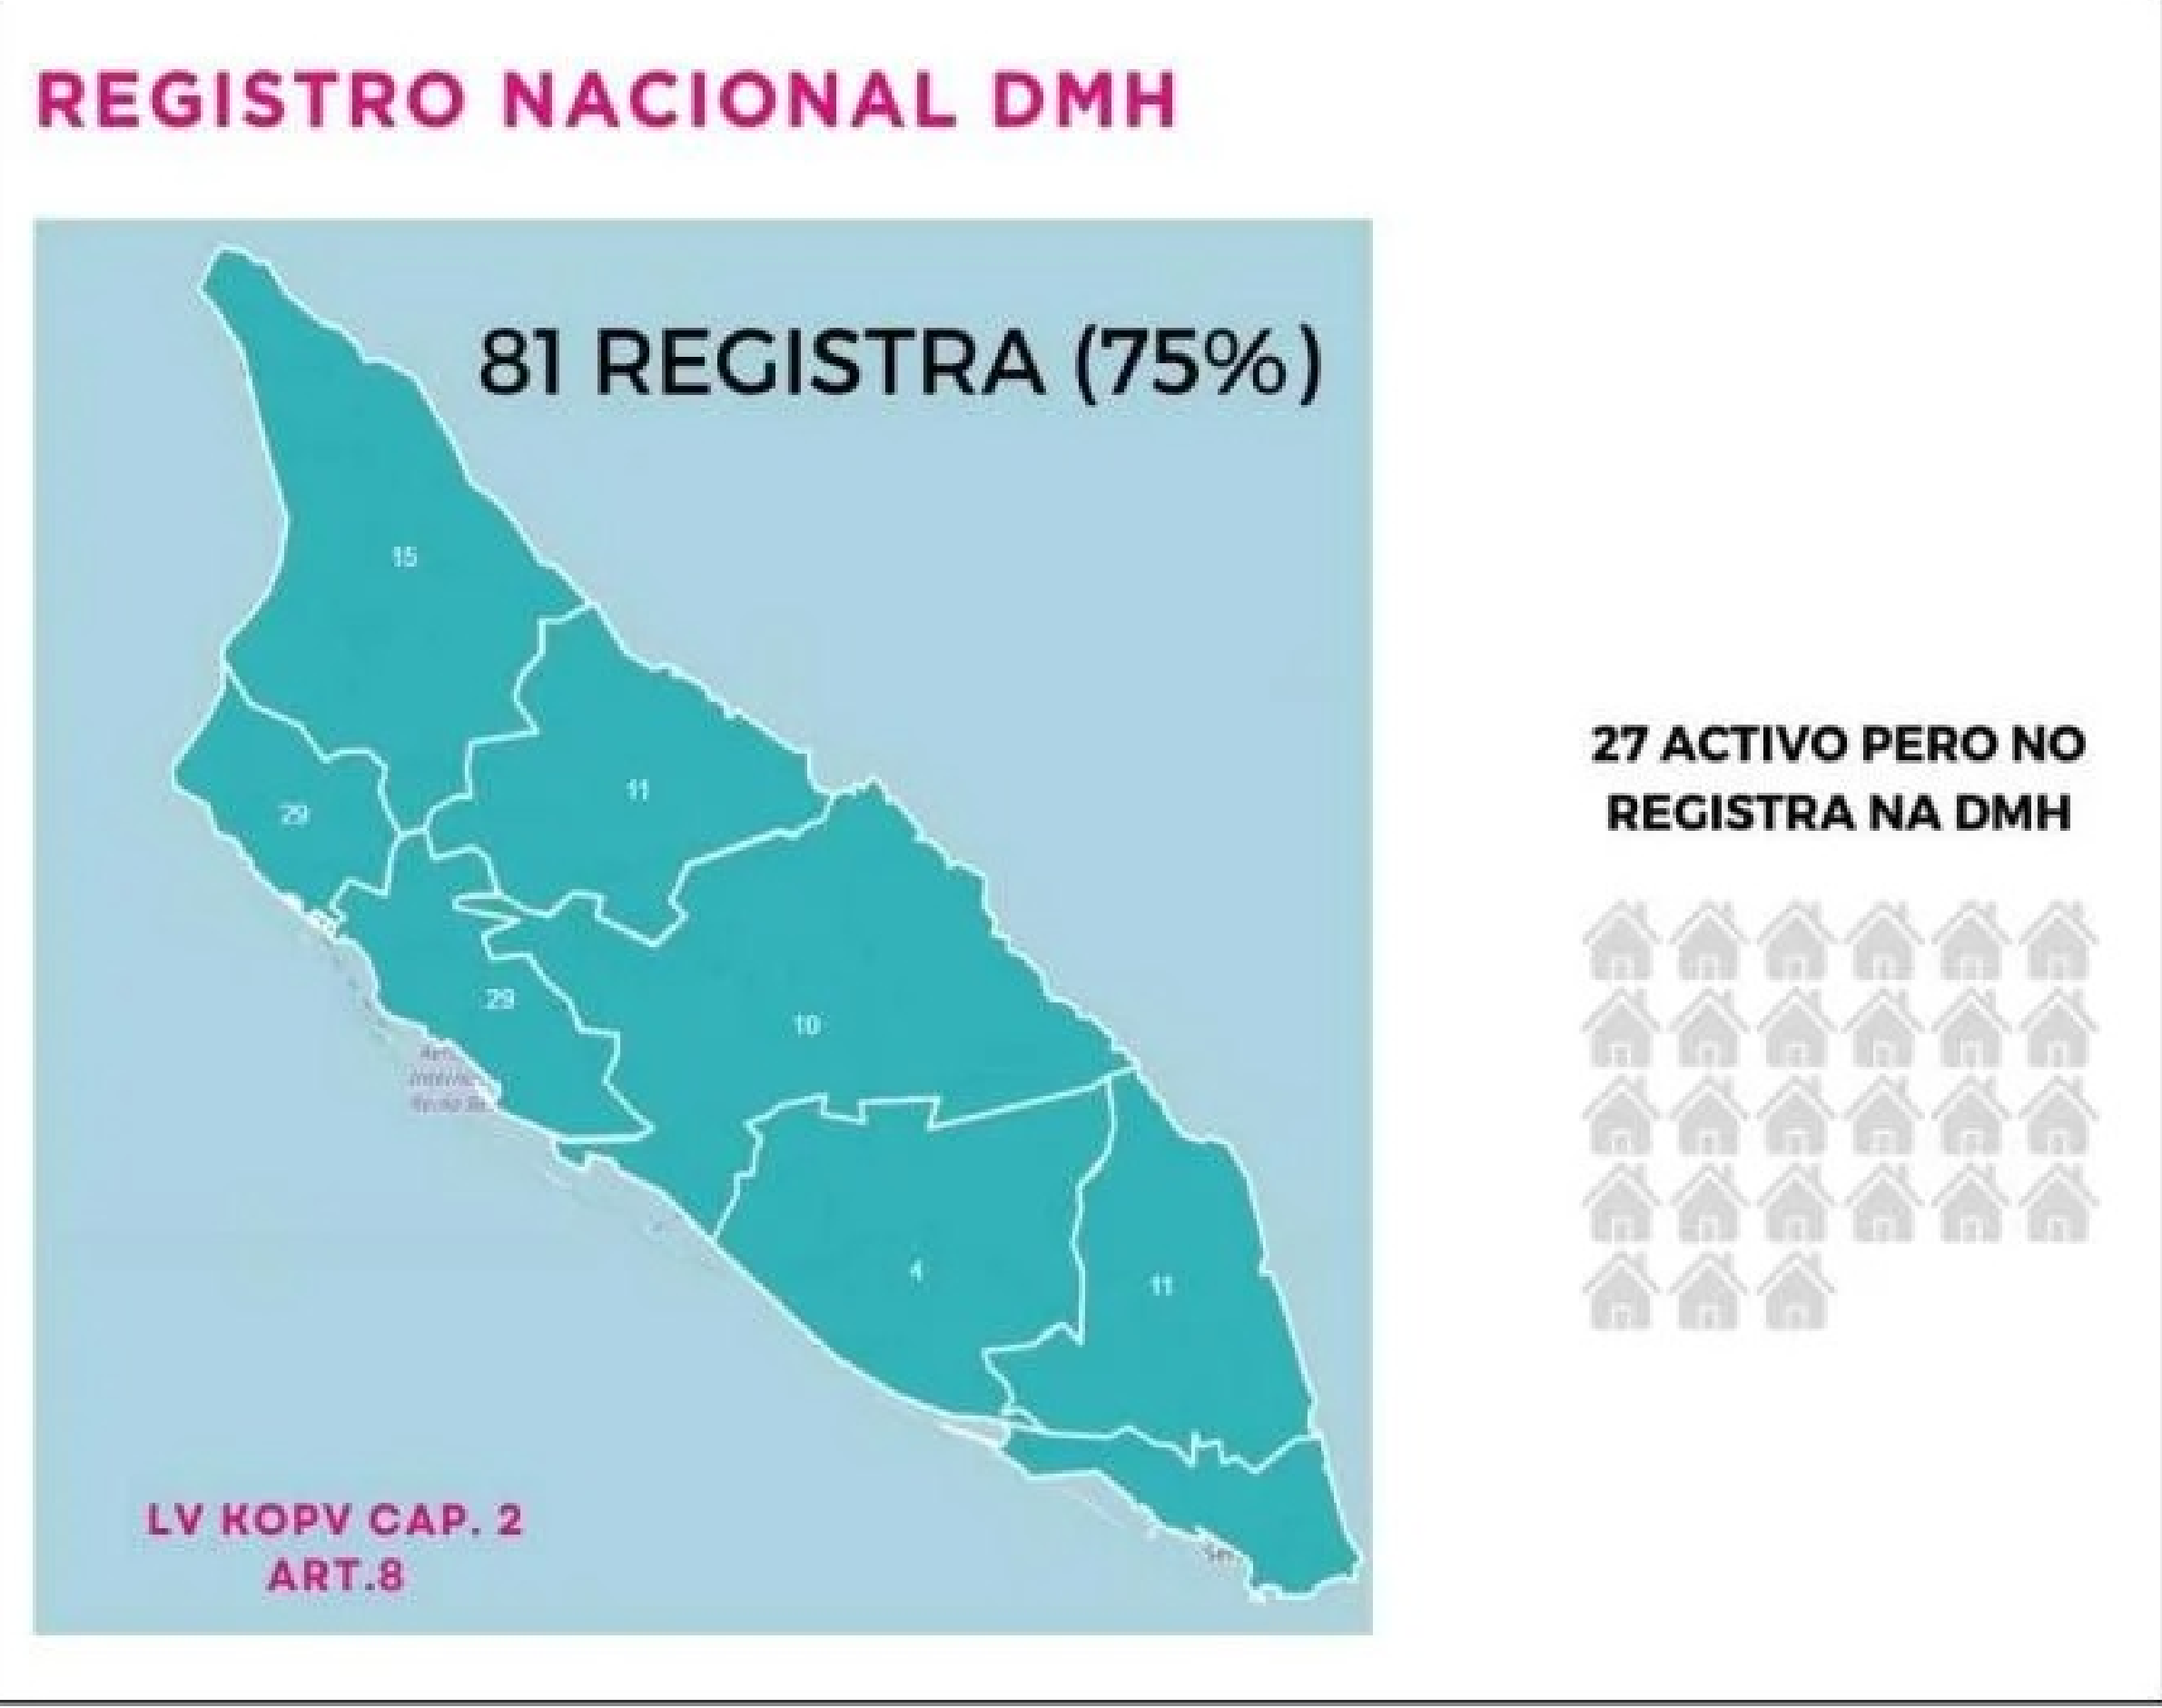 REGISTRO NACIONAL DMH
81 REGISTRA (75%)
15
11
29
29
10
4
11
27 ACTIVO PERO NO
REGISTRA NA DMH
LV KOPV CAP. 2
ART.8